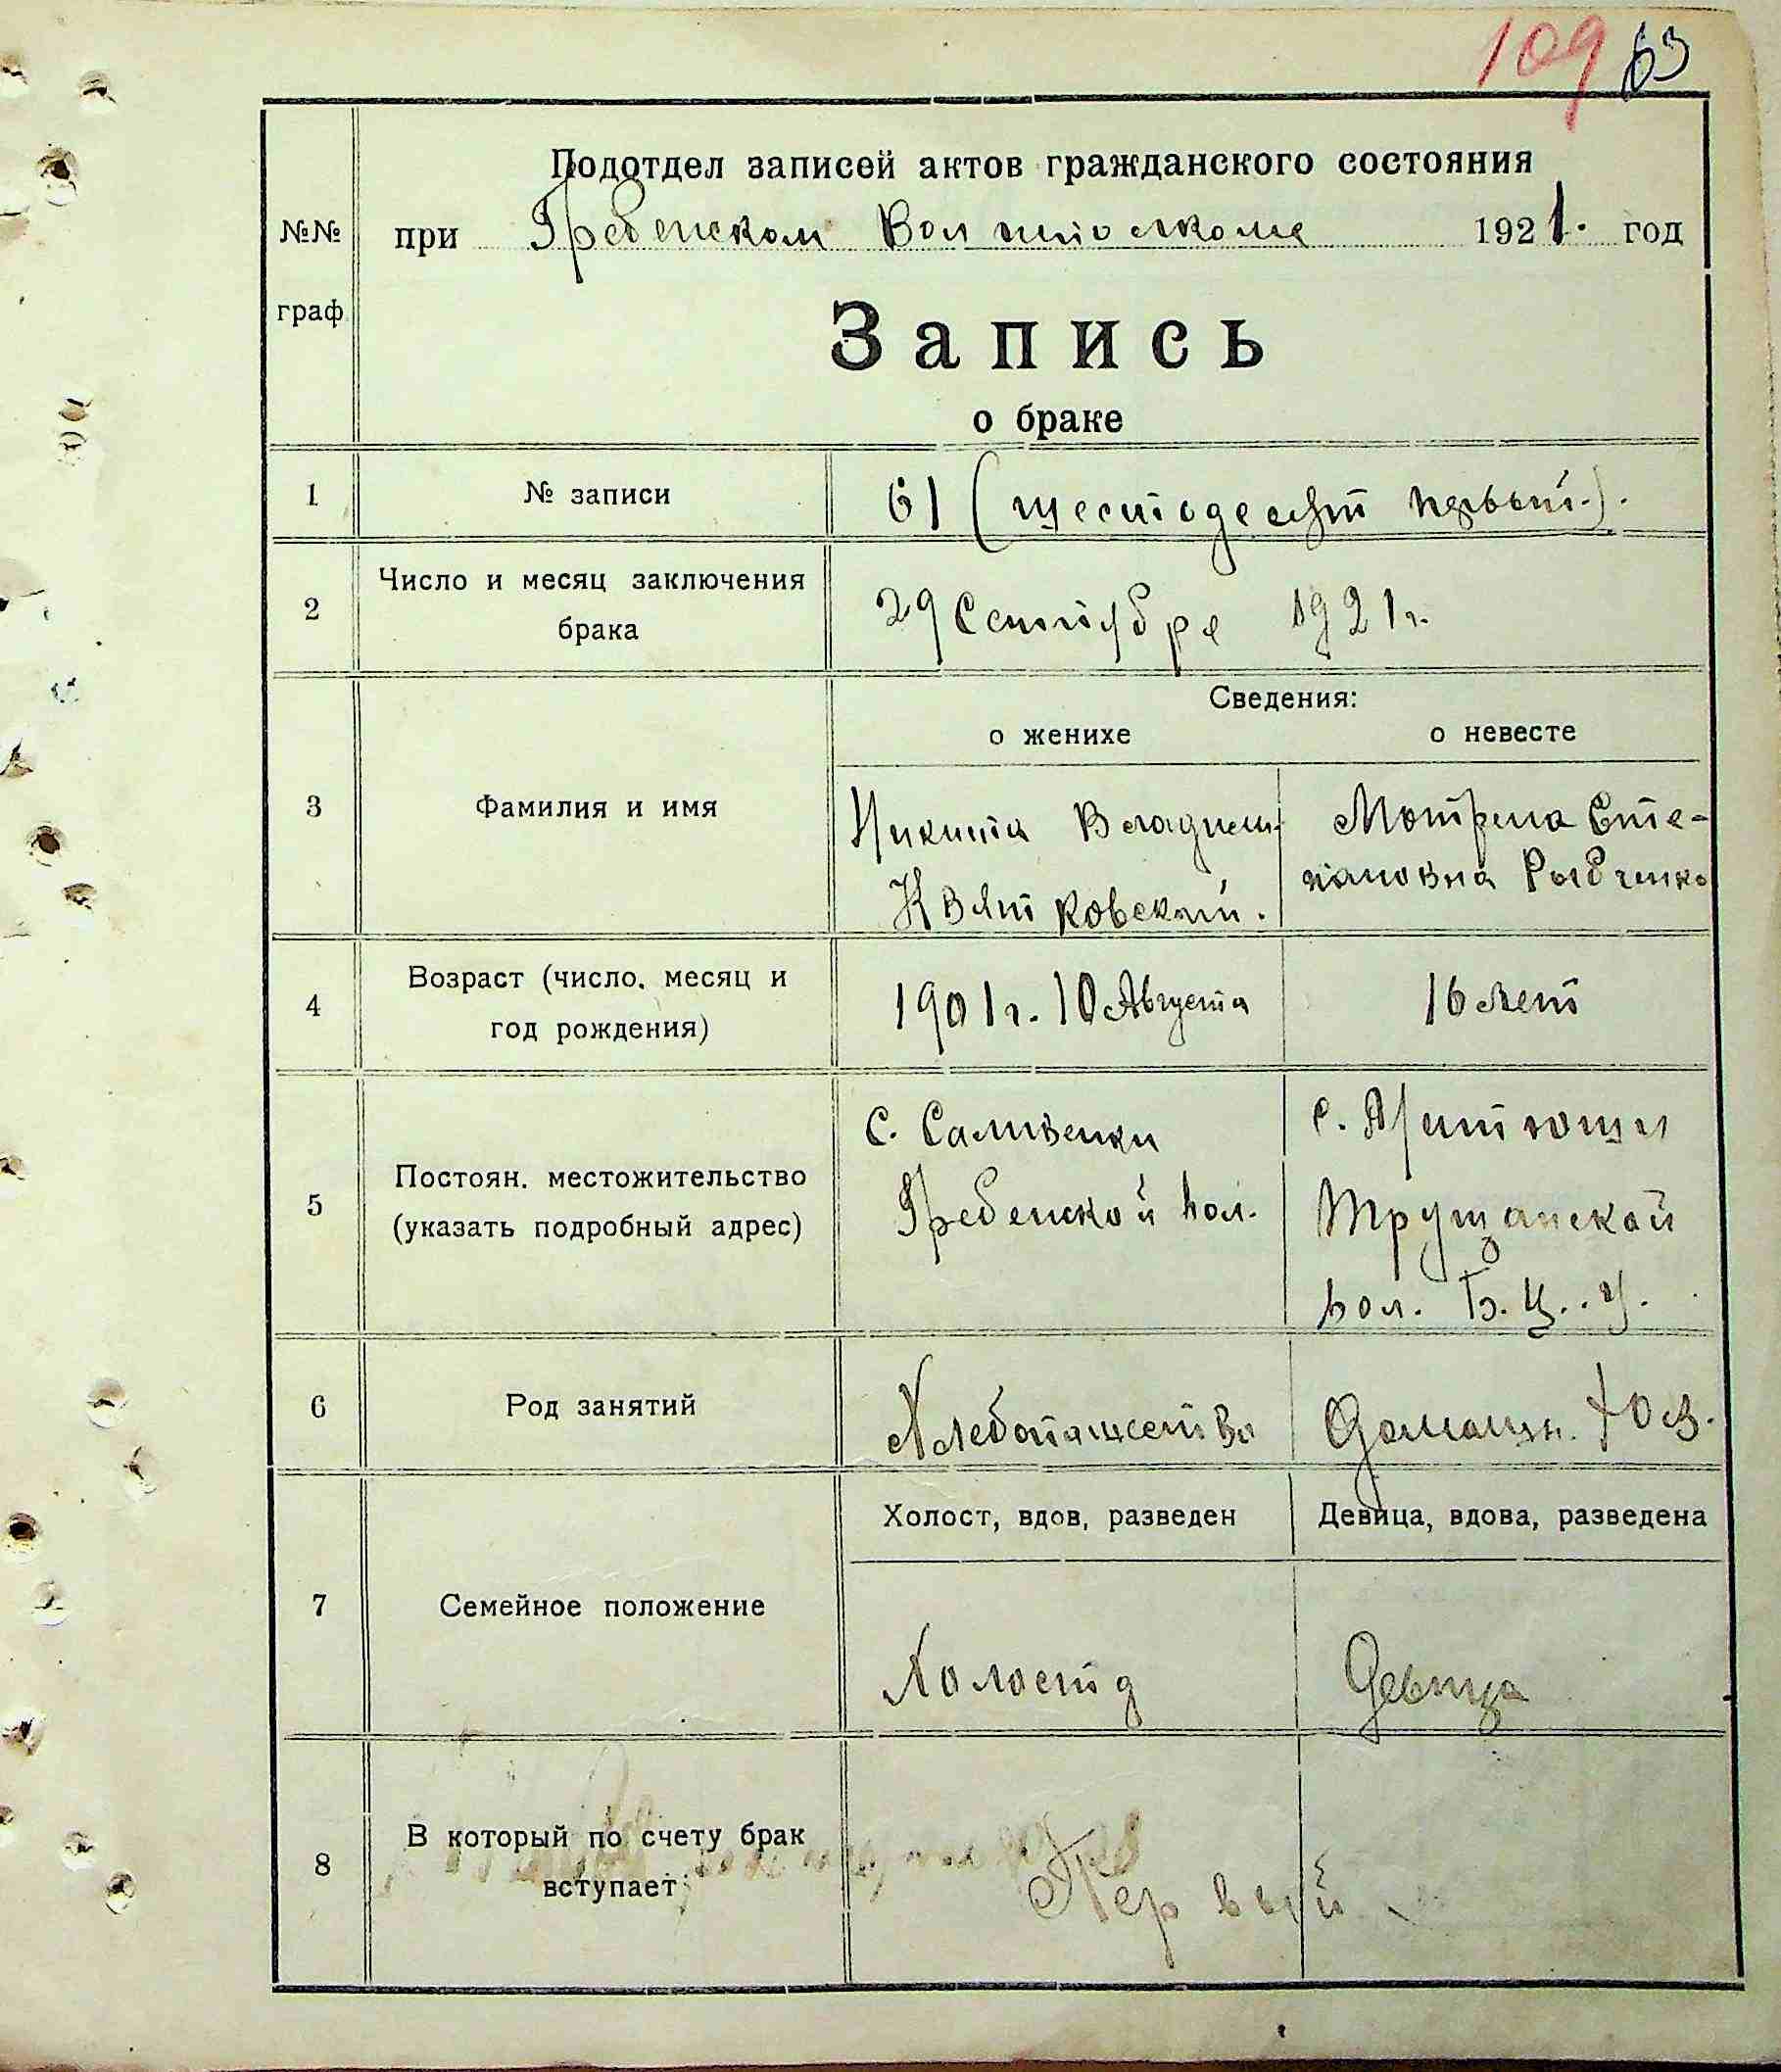 109 63
Подотдел записей актов гражданского состояния
№№ при Гребенском Волисполкоме 1921. год
граф
Запись
о браке
1 № записи 61 (шестодесят первый.).
2 Число и месяц заключения брака 29 Сентября 1921 г.
Сведения:
о женихе о невесте
3 Фамилия и имя
Никита Владим. Мотрена Сте-
Квятковский. пановна Рыбченко
4 Возраст (число, месяц и год рождения) 1901 г. 10 Августа 16 лет
5 Постоян. местожительство (указать подробный адрес)
с. Саливенки с.
Гребенской вол. Трушанской
вол. Б. Ц. У.
6 Род занятий Хлебопашество Домашн. хоз.
Холост, вдов, разведен Девица, вдова, разведена
7 Семейное положение
Холост Девица
8 В который по счету брак вступает Первый